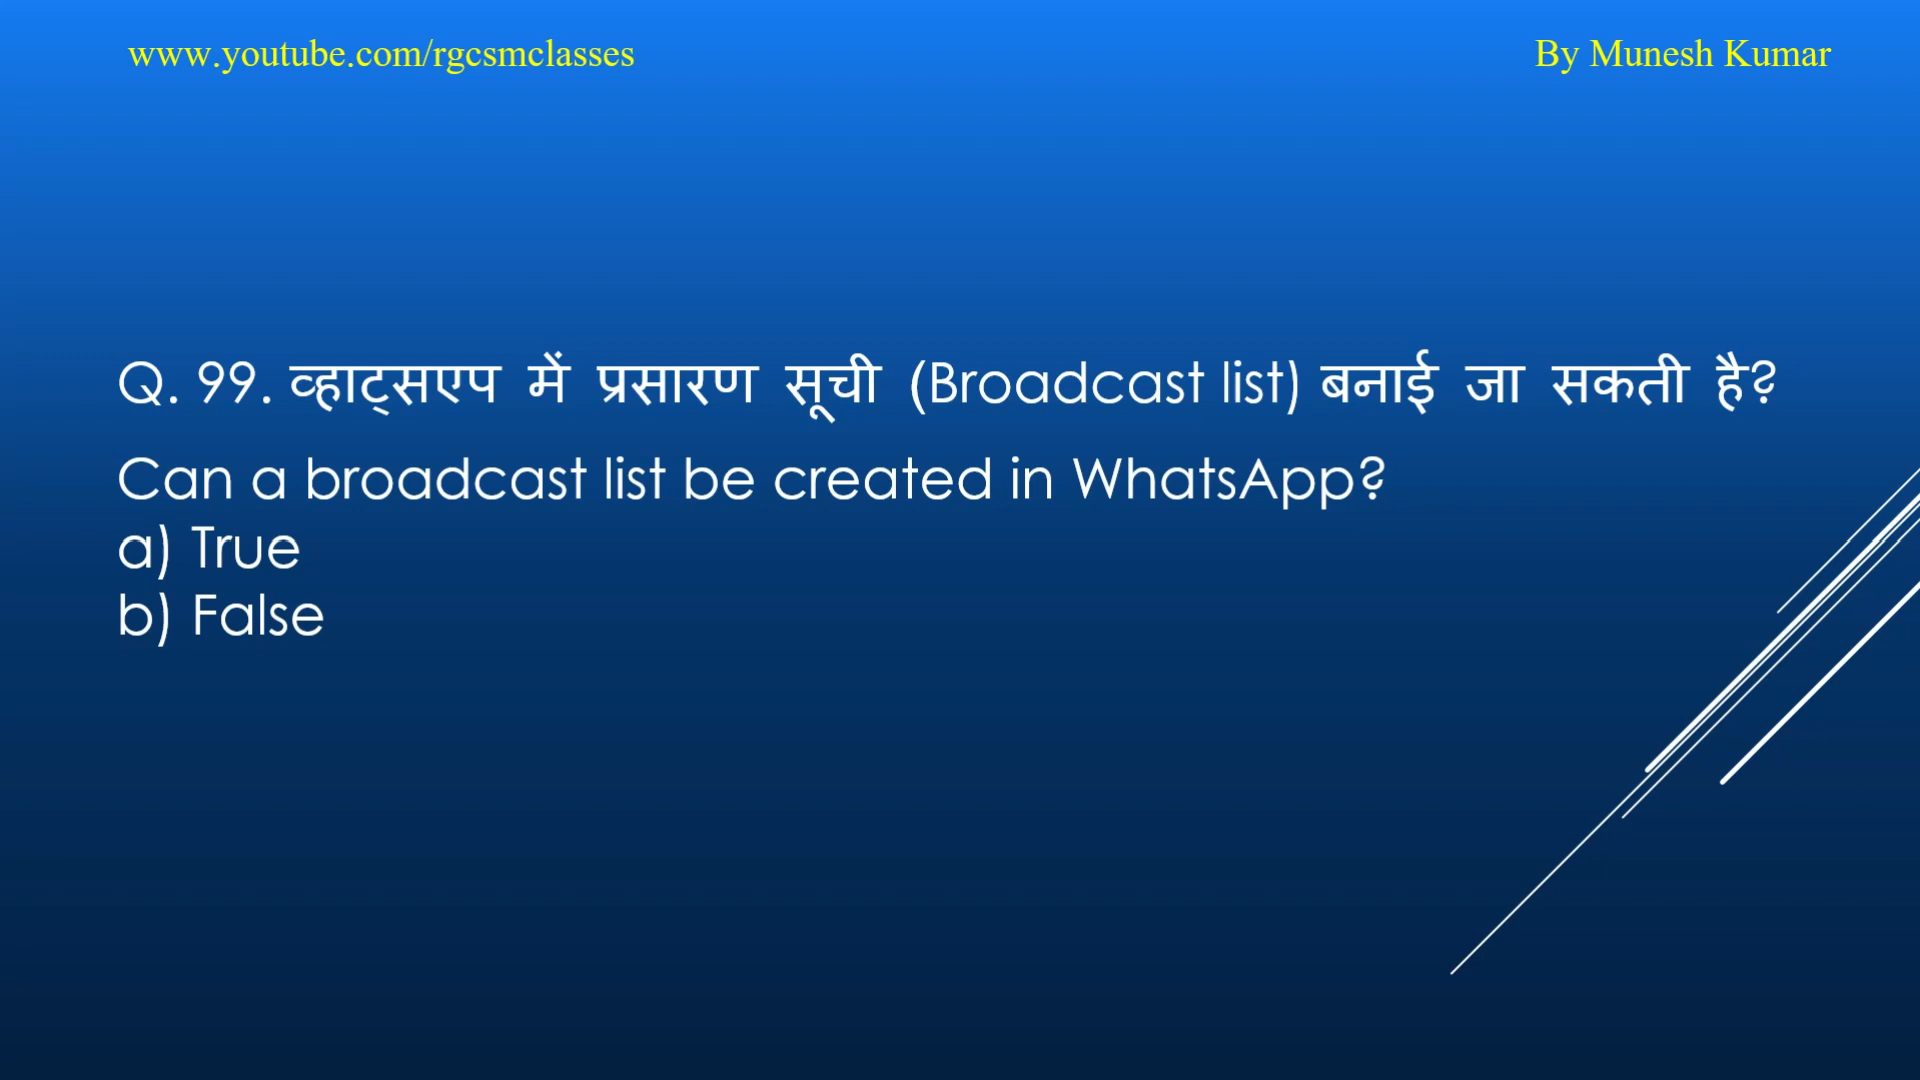 www.youtube.com/rgcsmclasses
By Munesh Kumar
Q. 99. व्हाट्सएप में प्रसारण सूची (Broadcast list) बनाई जा सकती है?
Can a broadcast list be created in WhatsApp?
a) True
b) False